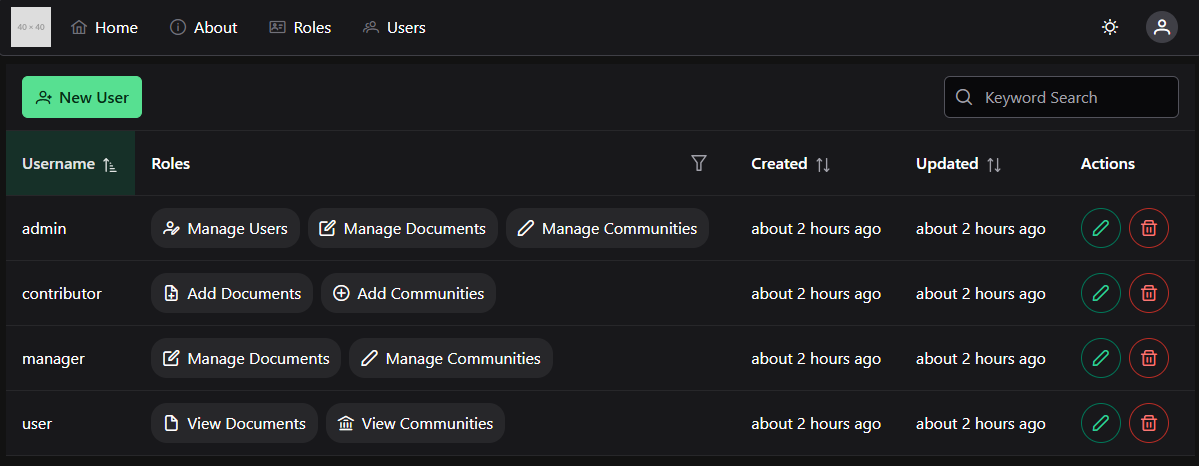 40 × 40 Home About Roles Users
New User Keyword Search
Username Roles Created Updated Actions
admin Manage Users Manage Documents Manage Communities about 2 hours ago about 2 hours ago
contributor Add Documents Add Communities about 2 hours ago about 2 hours ago
manager Manage Documents Manage Communities about 2 hours ago about 2 hours ago
user View Documents View Communities about 2 hours ago about 2 hours ago